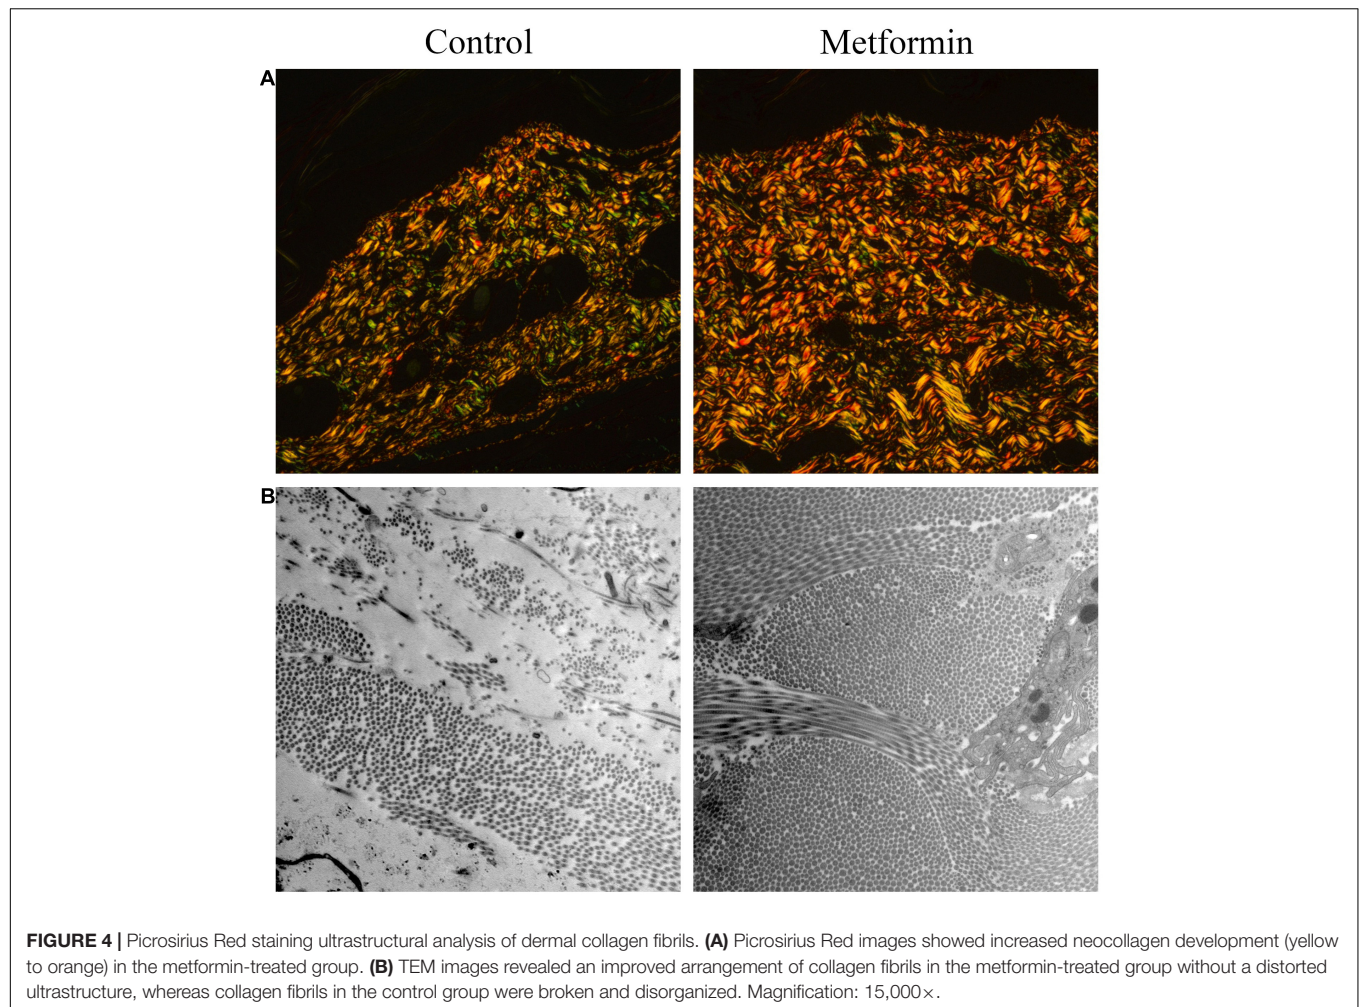 Control Metformin
A
B
FIGURE 4 | Picrosirius Red staining ultrastructural analysis of dermal collagen fibrils. (A) Picrosirius Red images showed increased neocollagen development (yellow
to orange) in the metformin-treated group. (B) TEM images revealed an improved arrangement of collagen fibrils in the metformin-treated group without a distorted
ultrastructure, whereas collagen fibrils in the control group were broken and disorganized. Magnification: 15,000×.